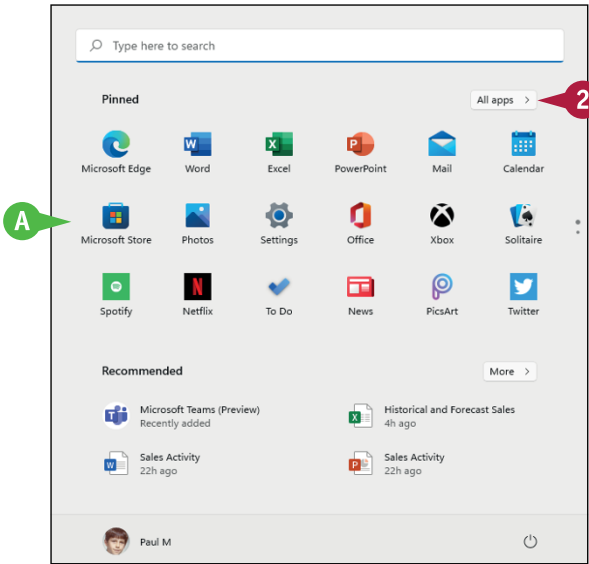 Type here to search
Pinned
All apps >
2
Microsoft Edge Word Excel PowerPoint Mail Calendar
A
Microsoft Store Photos Settings Office Xbox Solitaire
Spotify Netflix To Do News PicsArt Twitter
Recommended
More >
Microsoft Teams (Preview)
Recently added
Historical and Forecast Sales
4h ago
Sales Activity
22h ago
Sales Activity
22h ago
Paul M